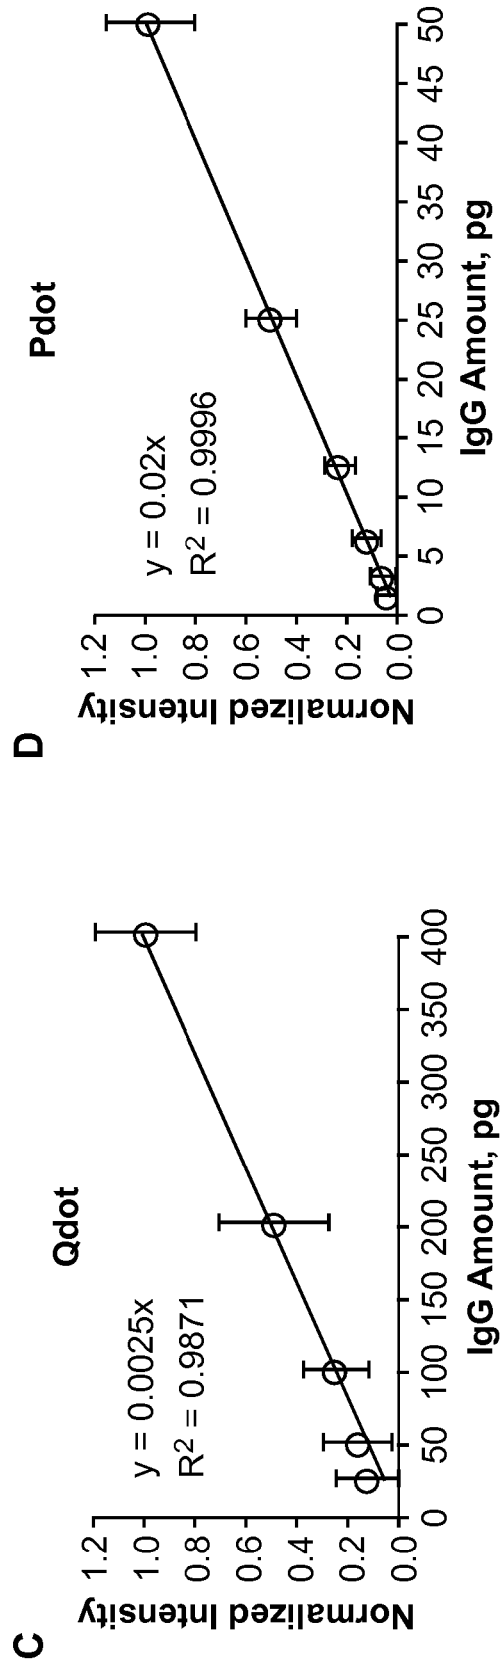 C
Qdot
y = 0.0025x
R² = 0.9871
Normalized Intensity
1.2
1.0
0.8
0.6
0.4
0.2
0.0
0 50 100 150 200 250 300 350 400
IgG Amount, pg
D
Pdot
y = 0.02x
R² = 0.9996
Normalized Intensity
1.2
1.0
0.8
0.6
0.4
0.2
0.0
0 5 10 15 20 25 30 35 40 45 50
IgG Amount, pg